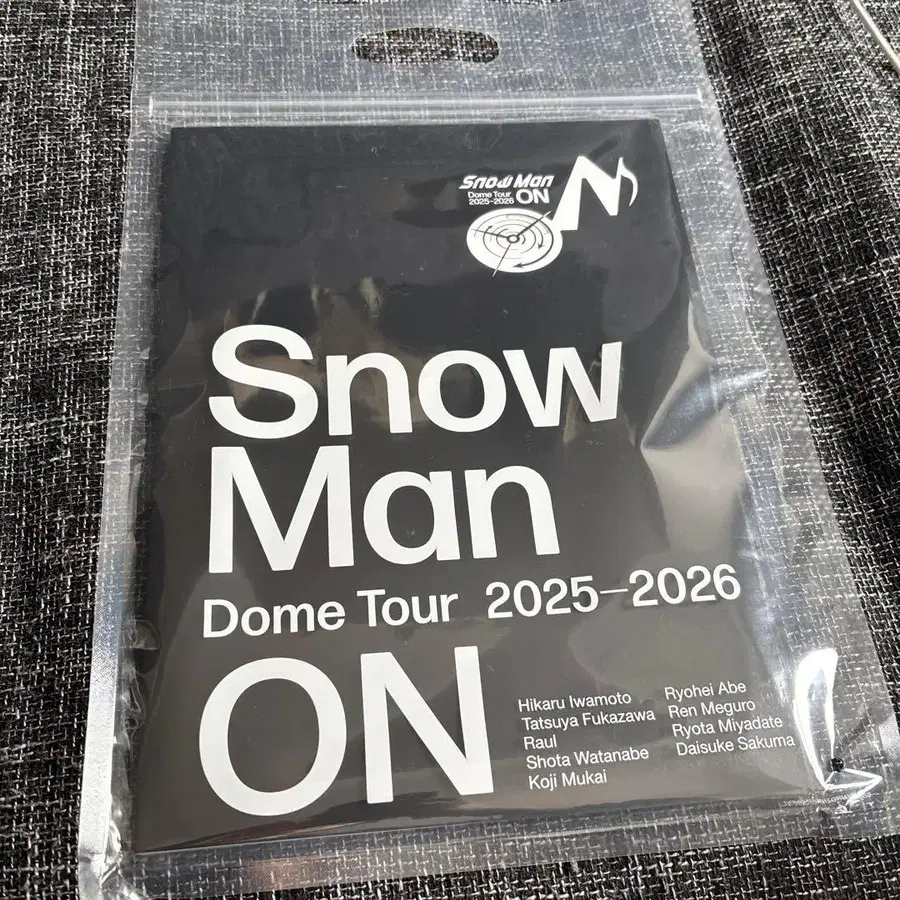 Snow Man
Dome Tour
2025-2026 ON
Snow
Man
Dome Tour 2025–2026
ON
Hikaru Iwamoto
Tatsuya Fukazawa
Raul
Shota Watanabe
Koji Mukai
Ryohei Abe
Ren Meguro
Ryota Miyadate
Daisuke Sakuma